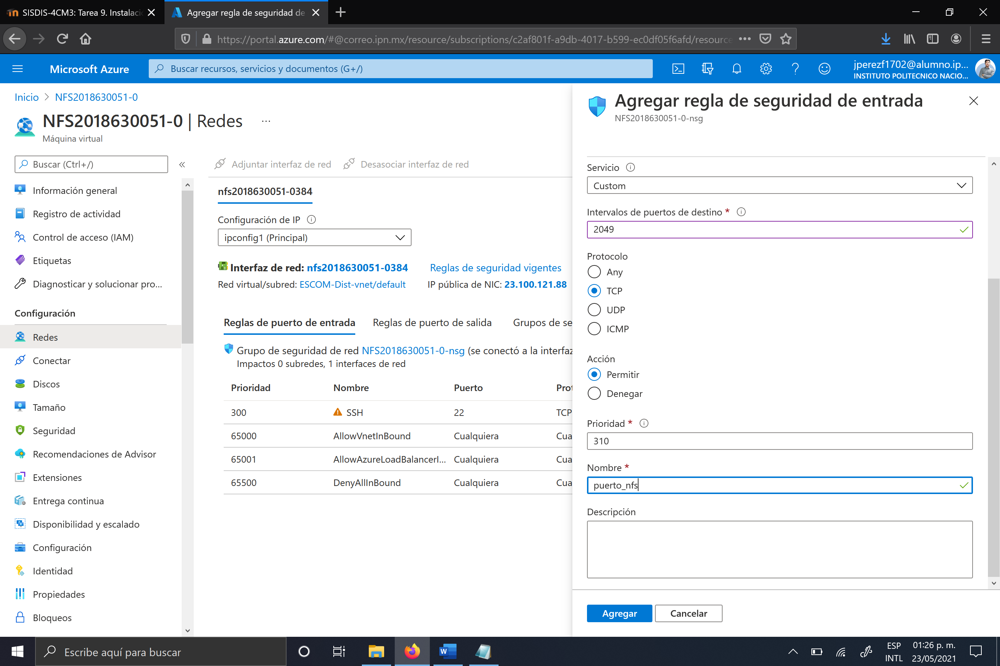 SISDIS-4CM3: Tarea 9. Instalaci
Agregar regla de seguridad de
https://portal.azure.com/#@correo.ipn.mx/resource/subscriptions/c2af801f-a9db-4017-b599-ec0df05f6afd/resource
Microsoft Azure
Buscar recursos, servicios y documentos (G+/)
jperezf1702@alumno.ip...
INSTITUTO POLITECNICO NACIO...
Inicio > NFS2018630051-0
NFS2018630051-0 | Redes ...
Máquina virtual
Buscar (Ctrl+/)
Información general
Registro de actividad
Control de acceso (IAM)
Etiquetas
Diagnosticar y solucionar pro...
Configuración
Redes
Conectar
Discos
Tamaño
Seguridad
Recomendaciones de Advisor
Extensiones
Entrega continua
Disponibilidad y escalado
Configuración
Identidad
Propiedades
Bloqueos
Adjuntar interfaz de red Desasociar interfaz de red
nfs2018630051-0384
Configuración de IP
ipconfig1 (Principal)
Interfaz de red: nfs2018630051-0384 Reglas de seguridad vigentes
Red virtual/subred: ESCOM-Dist-vnet/default IP pública de NIC: 23.100.121.88
Reglas de puerto de entrada Reglas de puerto de salida Grupos de se
Grupo de seguridad de red NFS2018630051-0-nsg (se conectó a la interfaz
Impactos 0 subredes, 1 interfaces de red
Prioridad Nombre Puerto Prot
300 SSH 22 TCP
65000 AllowVnetInBound Cualquiera Cua
65001 AllowAzureLoadBalancerI... Cualquiera Cua
65500 DenyAllInBound Cualquiera Cua
Agregar regla de seguridad de entrada
NFS2018630051-0-nsg
Servicio
Custom
Intervalos de puertos de destino *
2049
Protocolo
Any
TCP
UDP
ICMP
Acción
Permitir
Denegar
Prioridad *
310
Nombre *
puerto_nfs
Descripción
Agregar Cancelar
Escribe aquí para buscar
ESP
INTL
01:26 p. m.
23/05/2021